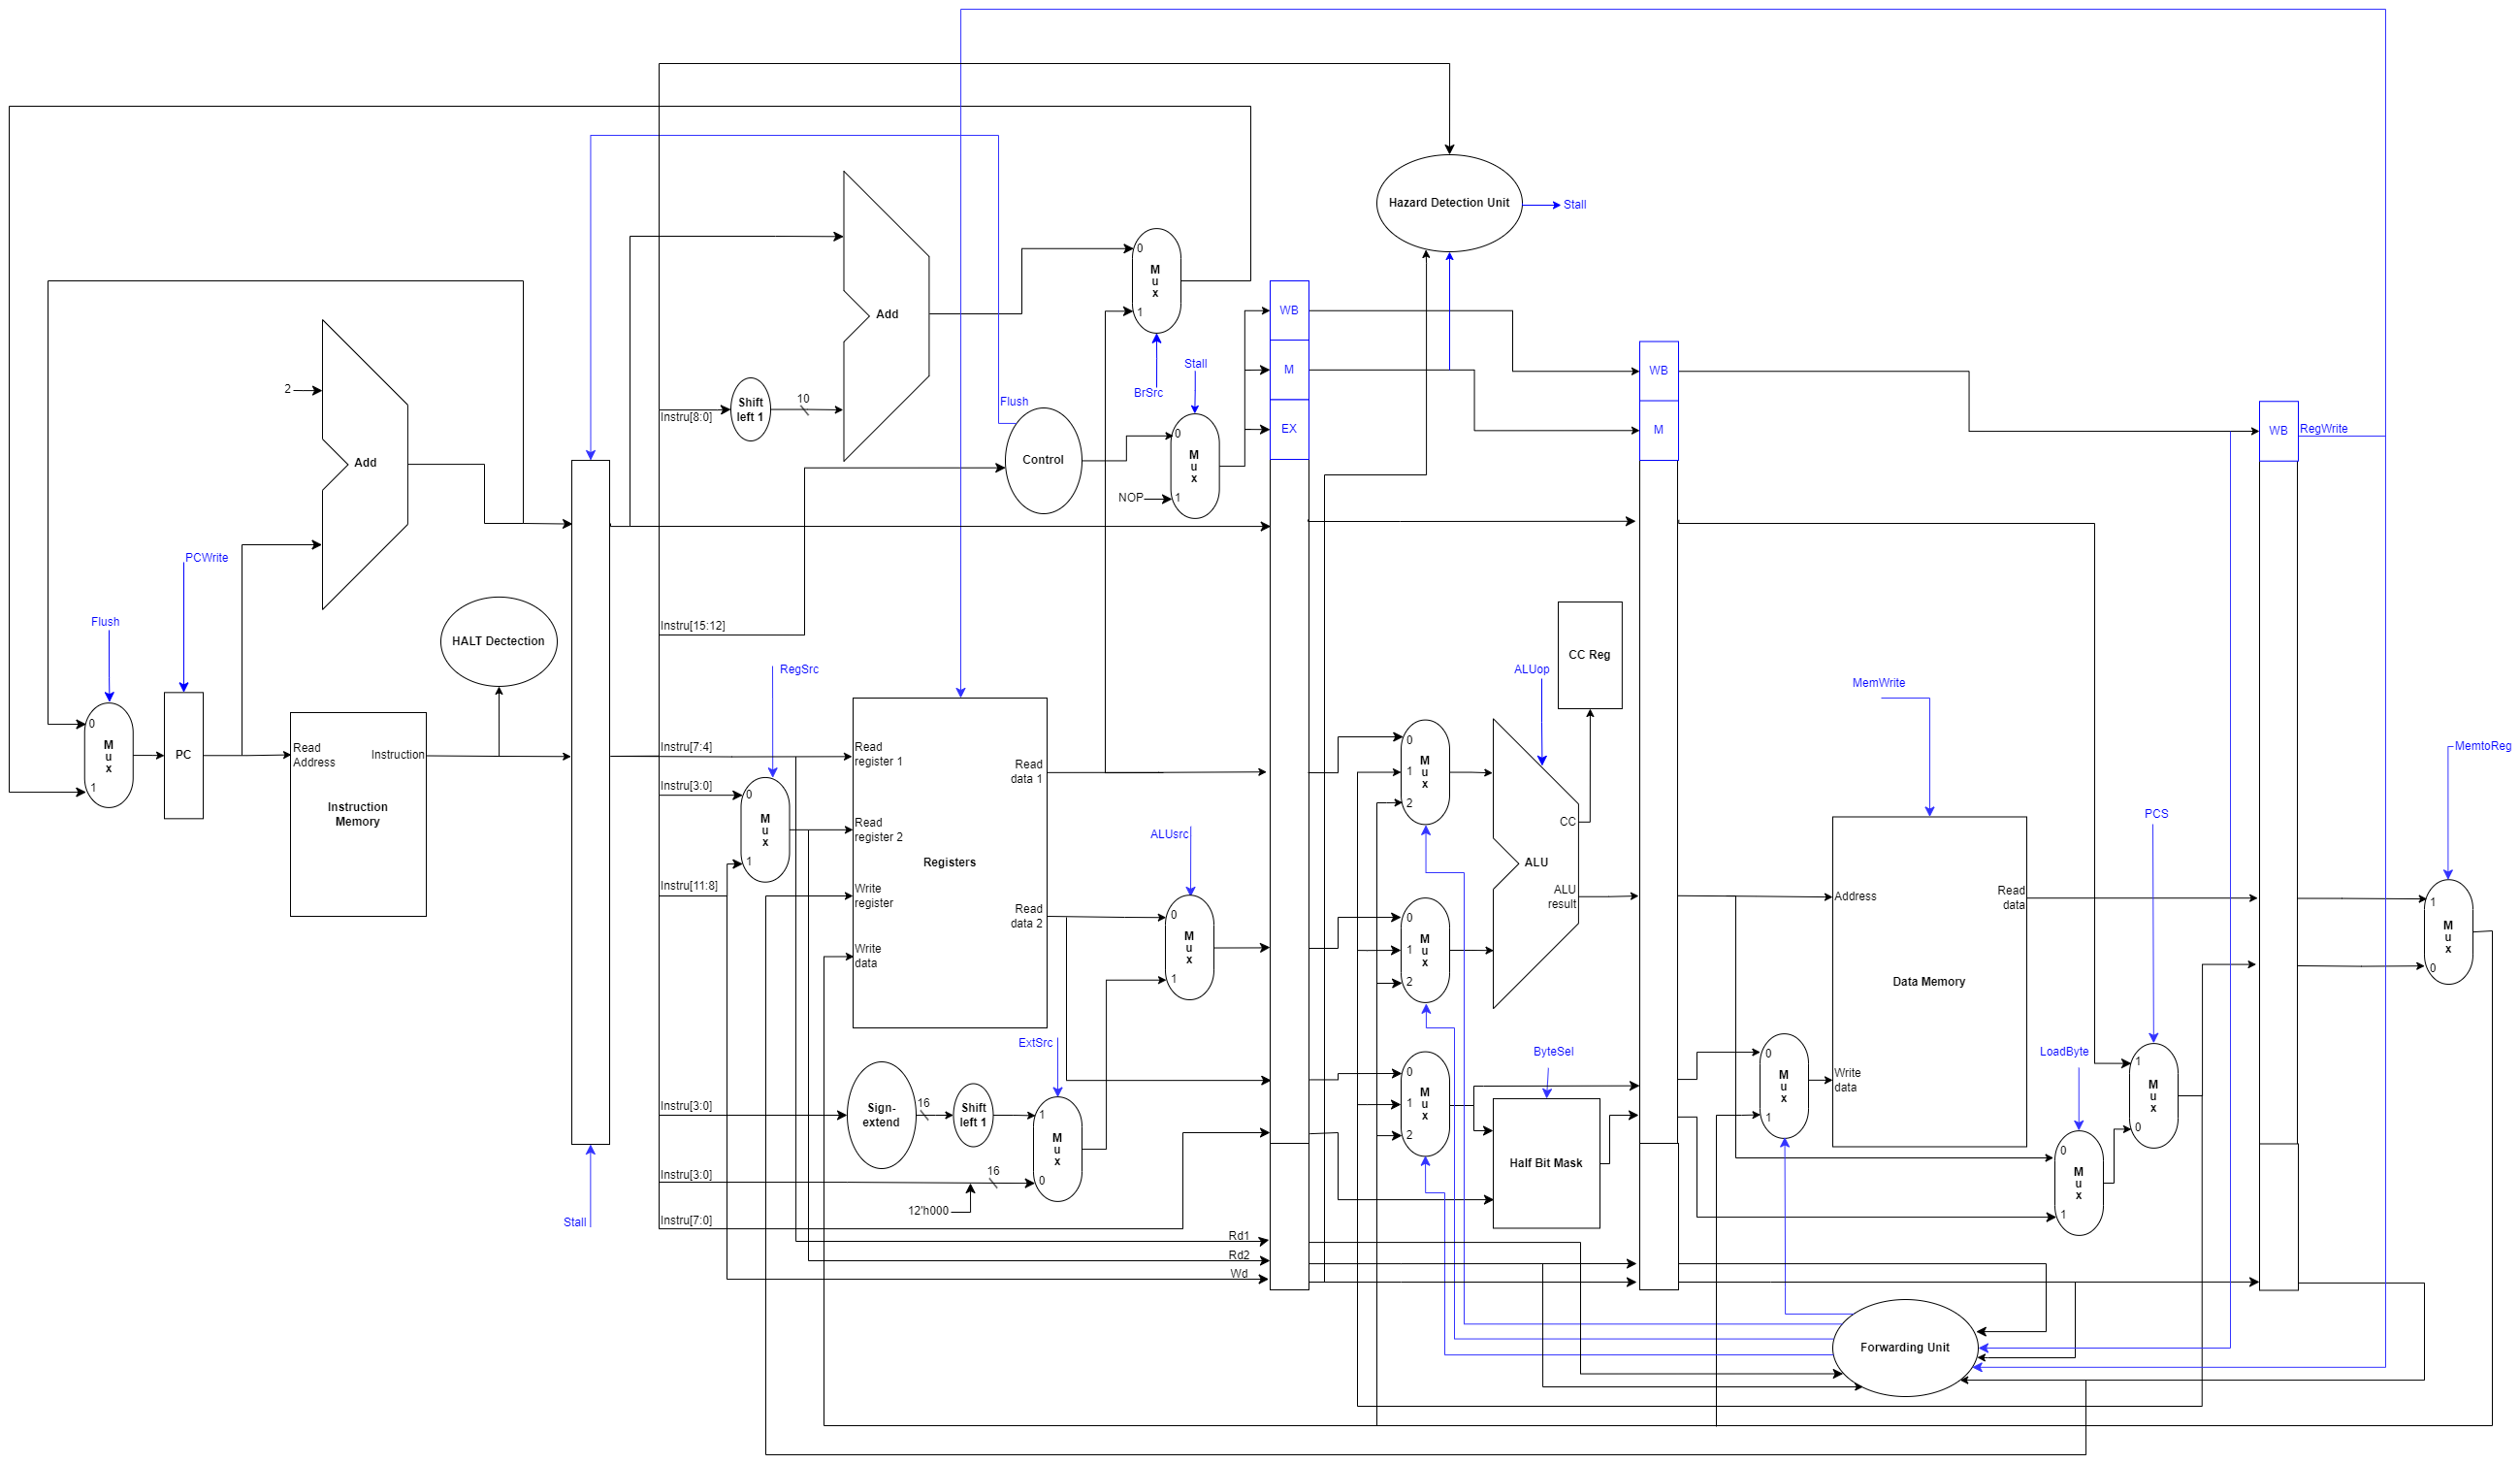 Hazard Detection Unit
Stall
0
M
u
x
1
BrSrc
Add
2
Add
Shift
left 1
10
Instru[8:0]
Flush
Control
Stall
0
M
u
x
NOP
1
WB
M
EX
WB
M
WB
RegWrite
PCWrite
Flush
0
M
u
x
1
PC
Read
Address
Instruction
Instruction
Memory
HALT Dectection
Instru[15:12]
RegSrc
Instru[7:4]
Instru[3:0]
0
M
u
x
1
Instru[11:8]
Read
register 1
Read
register 2
Write
register
Write
data
Registers
Read
data 1
Read
data 2
ALUsrc
0
M
u
x
1
ExtSrc
Instru[3:0]
Sign-
extend
16
Shift
left 1
1
M
u
x
0
Instru[3:0]
16
12'h000
Instru[7:0]
Stall
Rd1
Rd2
Wd
0
1
2
M
u
x
0
1
2
M
u
x
0
1
2
M
u
x
ALUop
CC Reg
CC
ALU
ALU
result
ByteSel
Half Bit Mask
MemWrite
Address
Read
data
Data Memory
Write
data
0
M
u
x
1
LoadByte
0
M
u
x
1
PCS
1
M
u
x
0
MemtoReg
1
M
u
x
0
Forwarding Unit